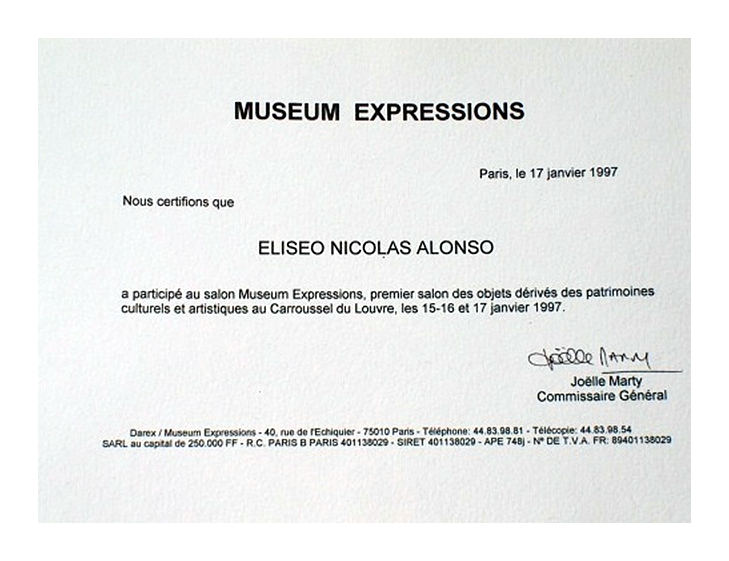 MUSEUM EXPRESSIONS
Paris, le 17 janvier 1997
Nous certifions que
ELISEO NICOLAS ALONSO
a participé au salon Museum Expressions, premier salon des objets dérivés des patrimoines
culturels et artistiques au Carroussel du Louvre, les 15-16 et 17 janvier 1997.
Joëlle Marty
Joëlle Marty
Commissaire Général
Darex / Museum Expressions - 40, rue de l'Echiquier - 75010 Paris - Téléphone: 44.83.98.81 - Télécopie: 44.83.98.54
SARL au capital de 250.000 FF - R.C. PARIS B PARIS 401138029 - SIRET 401138029 - APE 748j - N° DE T.V.A. FR: 89401138029